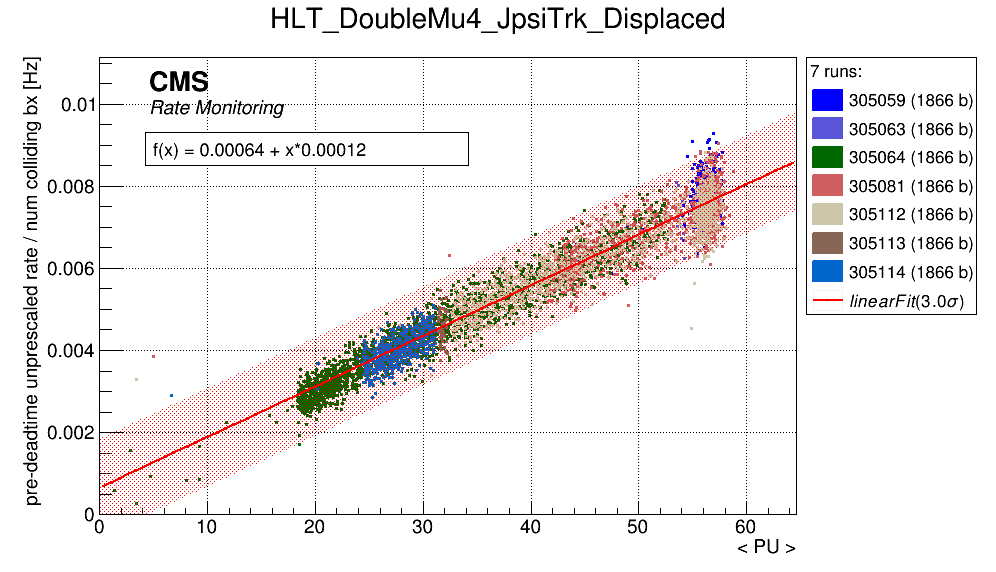 HLT_DoubleMu4_JpsiTrk_Displaced
pre-deadtime unprescaled rate / num colliding bx [Hz]
CMS
Rate Monitoring
f(x) = 0.00064 + x*0.00012
0.01
0.008
0.006
0.004
0.002
0
0 10 20 30 40 50 60
< PU >
7 runs:
305059 (1866 b)
305063 (1866 b)
305064 (1866 b)
305081 (1866 b)
305112 (1866 b)
305113 (1866 b)
305114 (1866 b)
linearFit(3.0σ)